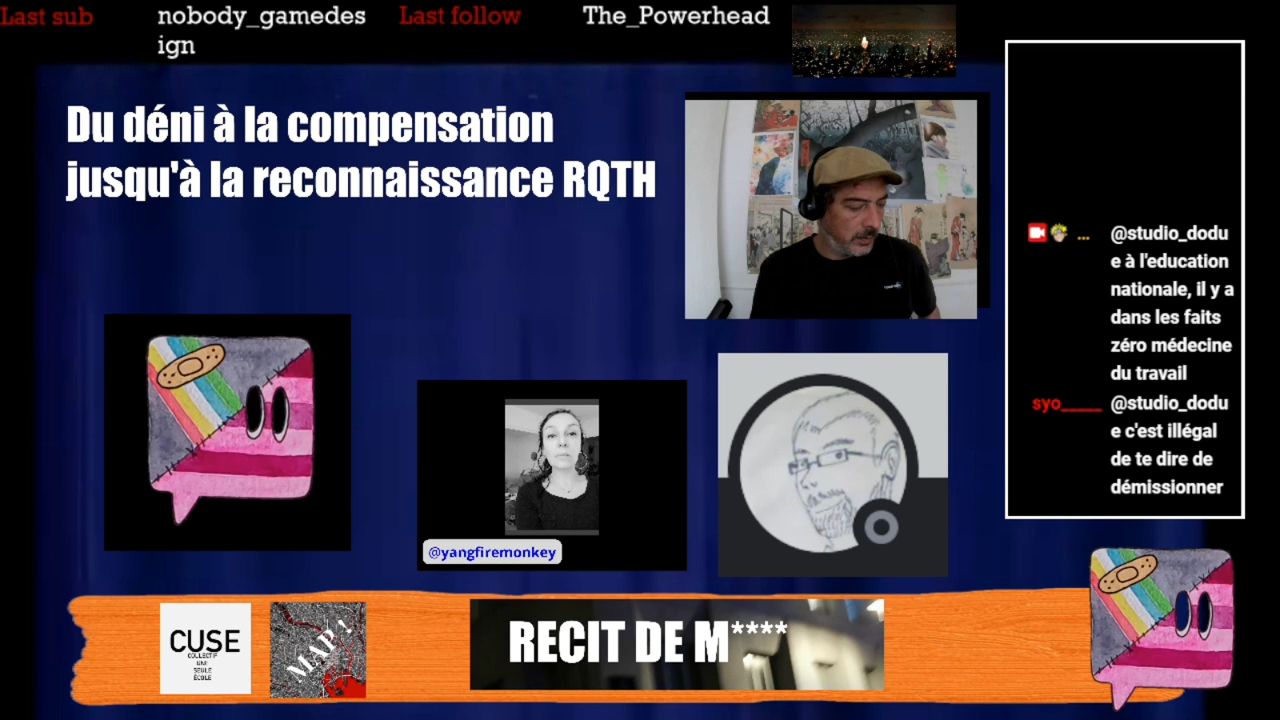 Last sub
nobody_gamedes
ign
Last follow
The_Powerhead
Du déni à la compensation
jusqu'à la reconnaissance RQTH
... @studio_dodu
e à l'education
nationale, il y a
dans les faits
zéro médecine
du travail
syo_____ @studio_dodu
e c'est illégal
de te dire de
démissionner
@yangfiremonkey
CUSE
COLLECTIF
UNE
SEULE
ÉCOLE
MAP !
RECIT DE M****